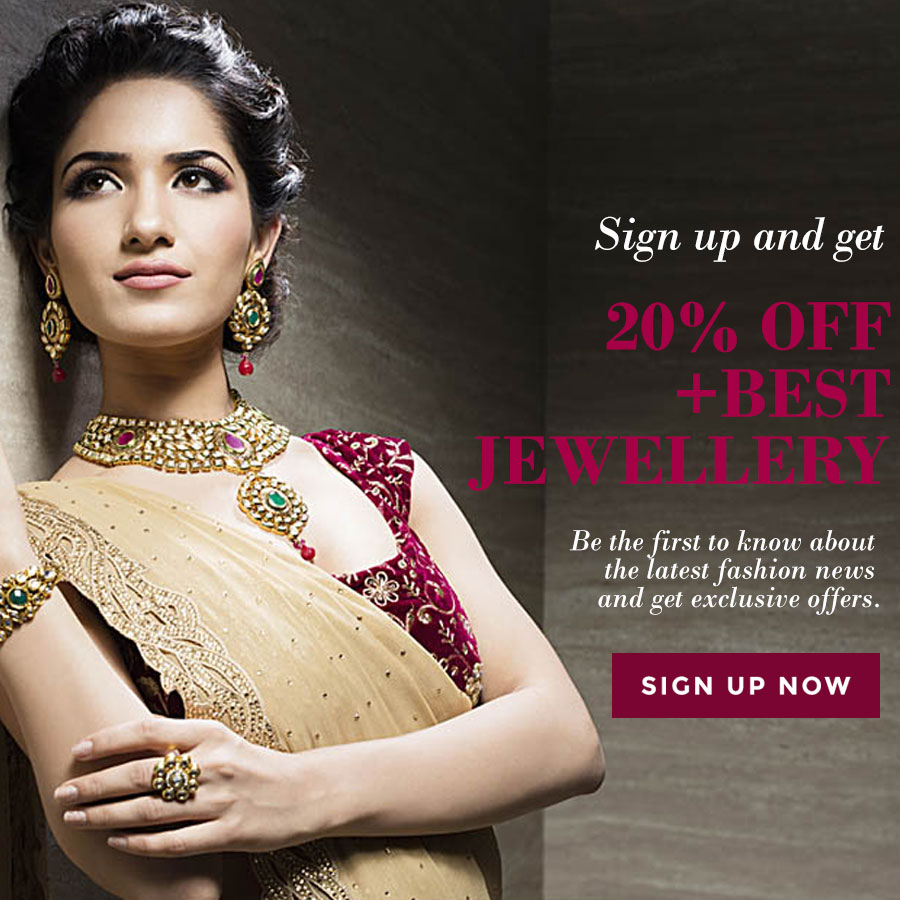 Sign up and get
20% OFF
+BEST
JEWELLERY
Be the first to know about
the latest fashion news
and get exclusive offers.
SIGN UP NOW